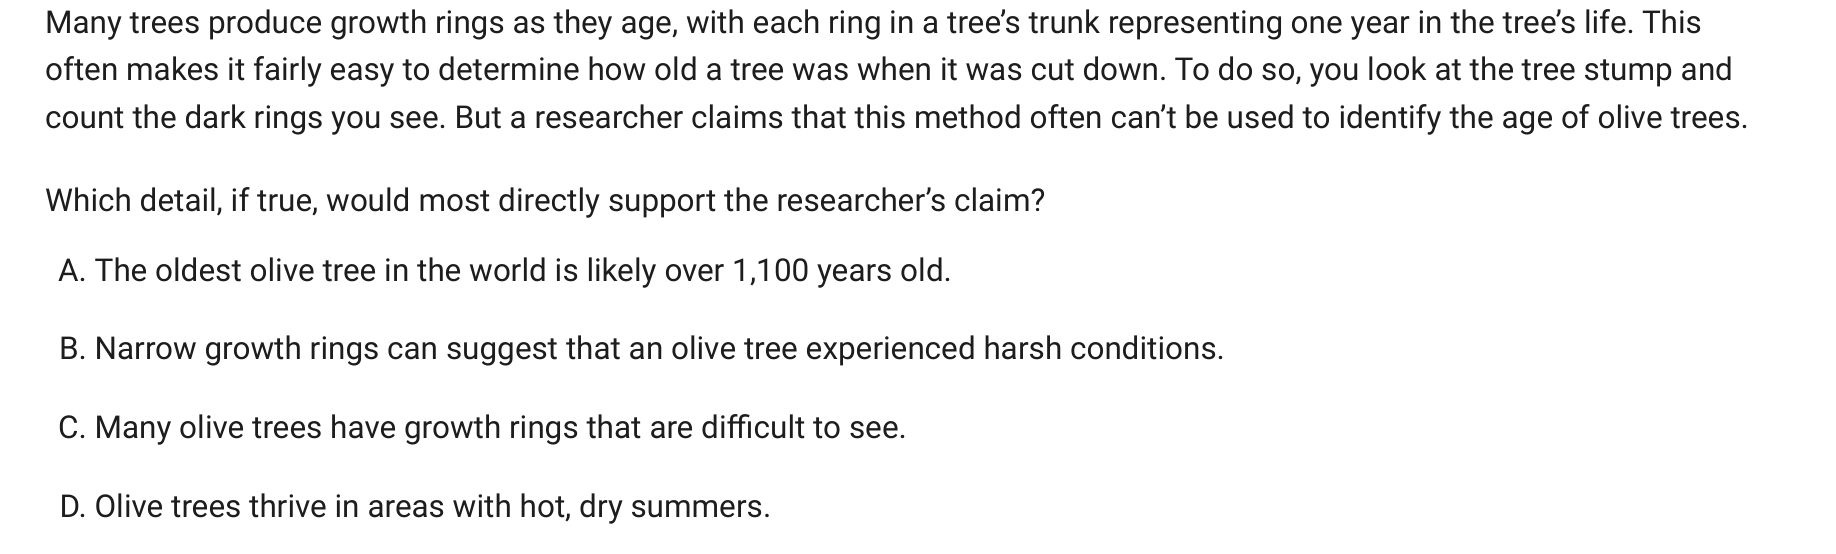 Many trees produce growth rings as they age, with each ring in a tree’s trunk representing one year in the tree’s life. This
often makes it fairly easy to determine how old a tree was when it was cut down. To do so, you look at the tree stump and
count the dark rings you see. But a researcher claims that this method often can’t be used to identify the age of olive trees.
Which detail, if true, would most directly support the researcher’s claim?
A. The oldest olive tree in the world is likely over 1,100 years old.
B. Narrow growth rings can suggest that an olive tree experienced harsh conditions.
C. Many olive trees have growth rings that are difficult to see.
D. Olive trees thrive in areas with hot, dry summers.